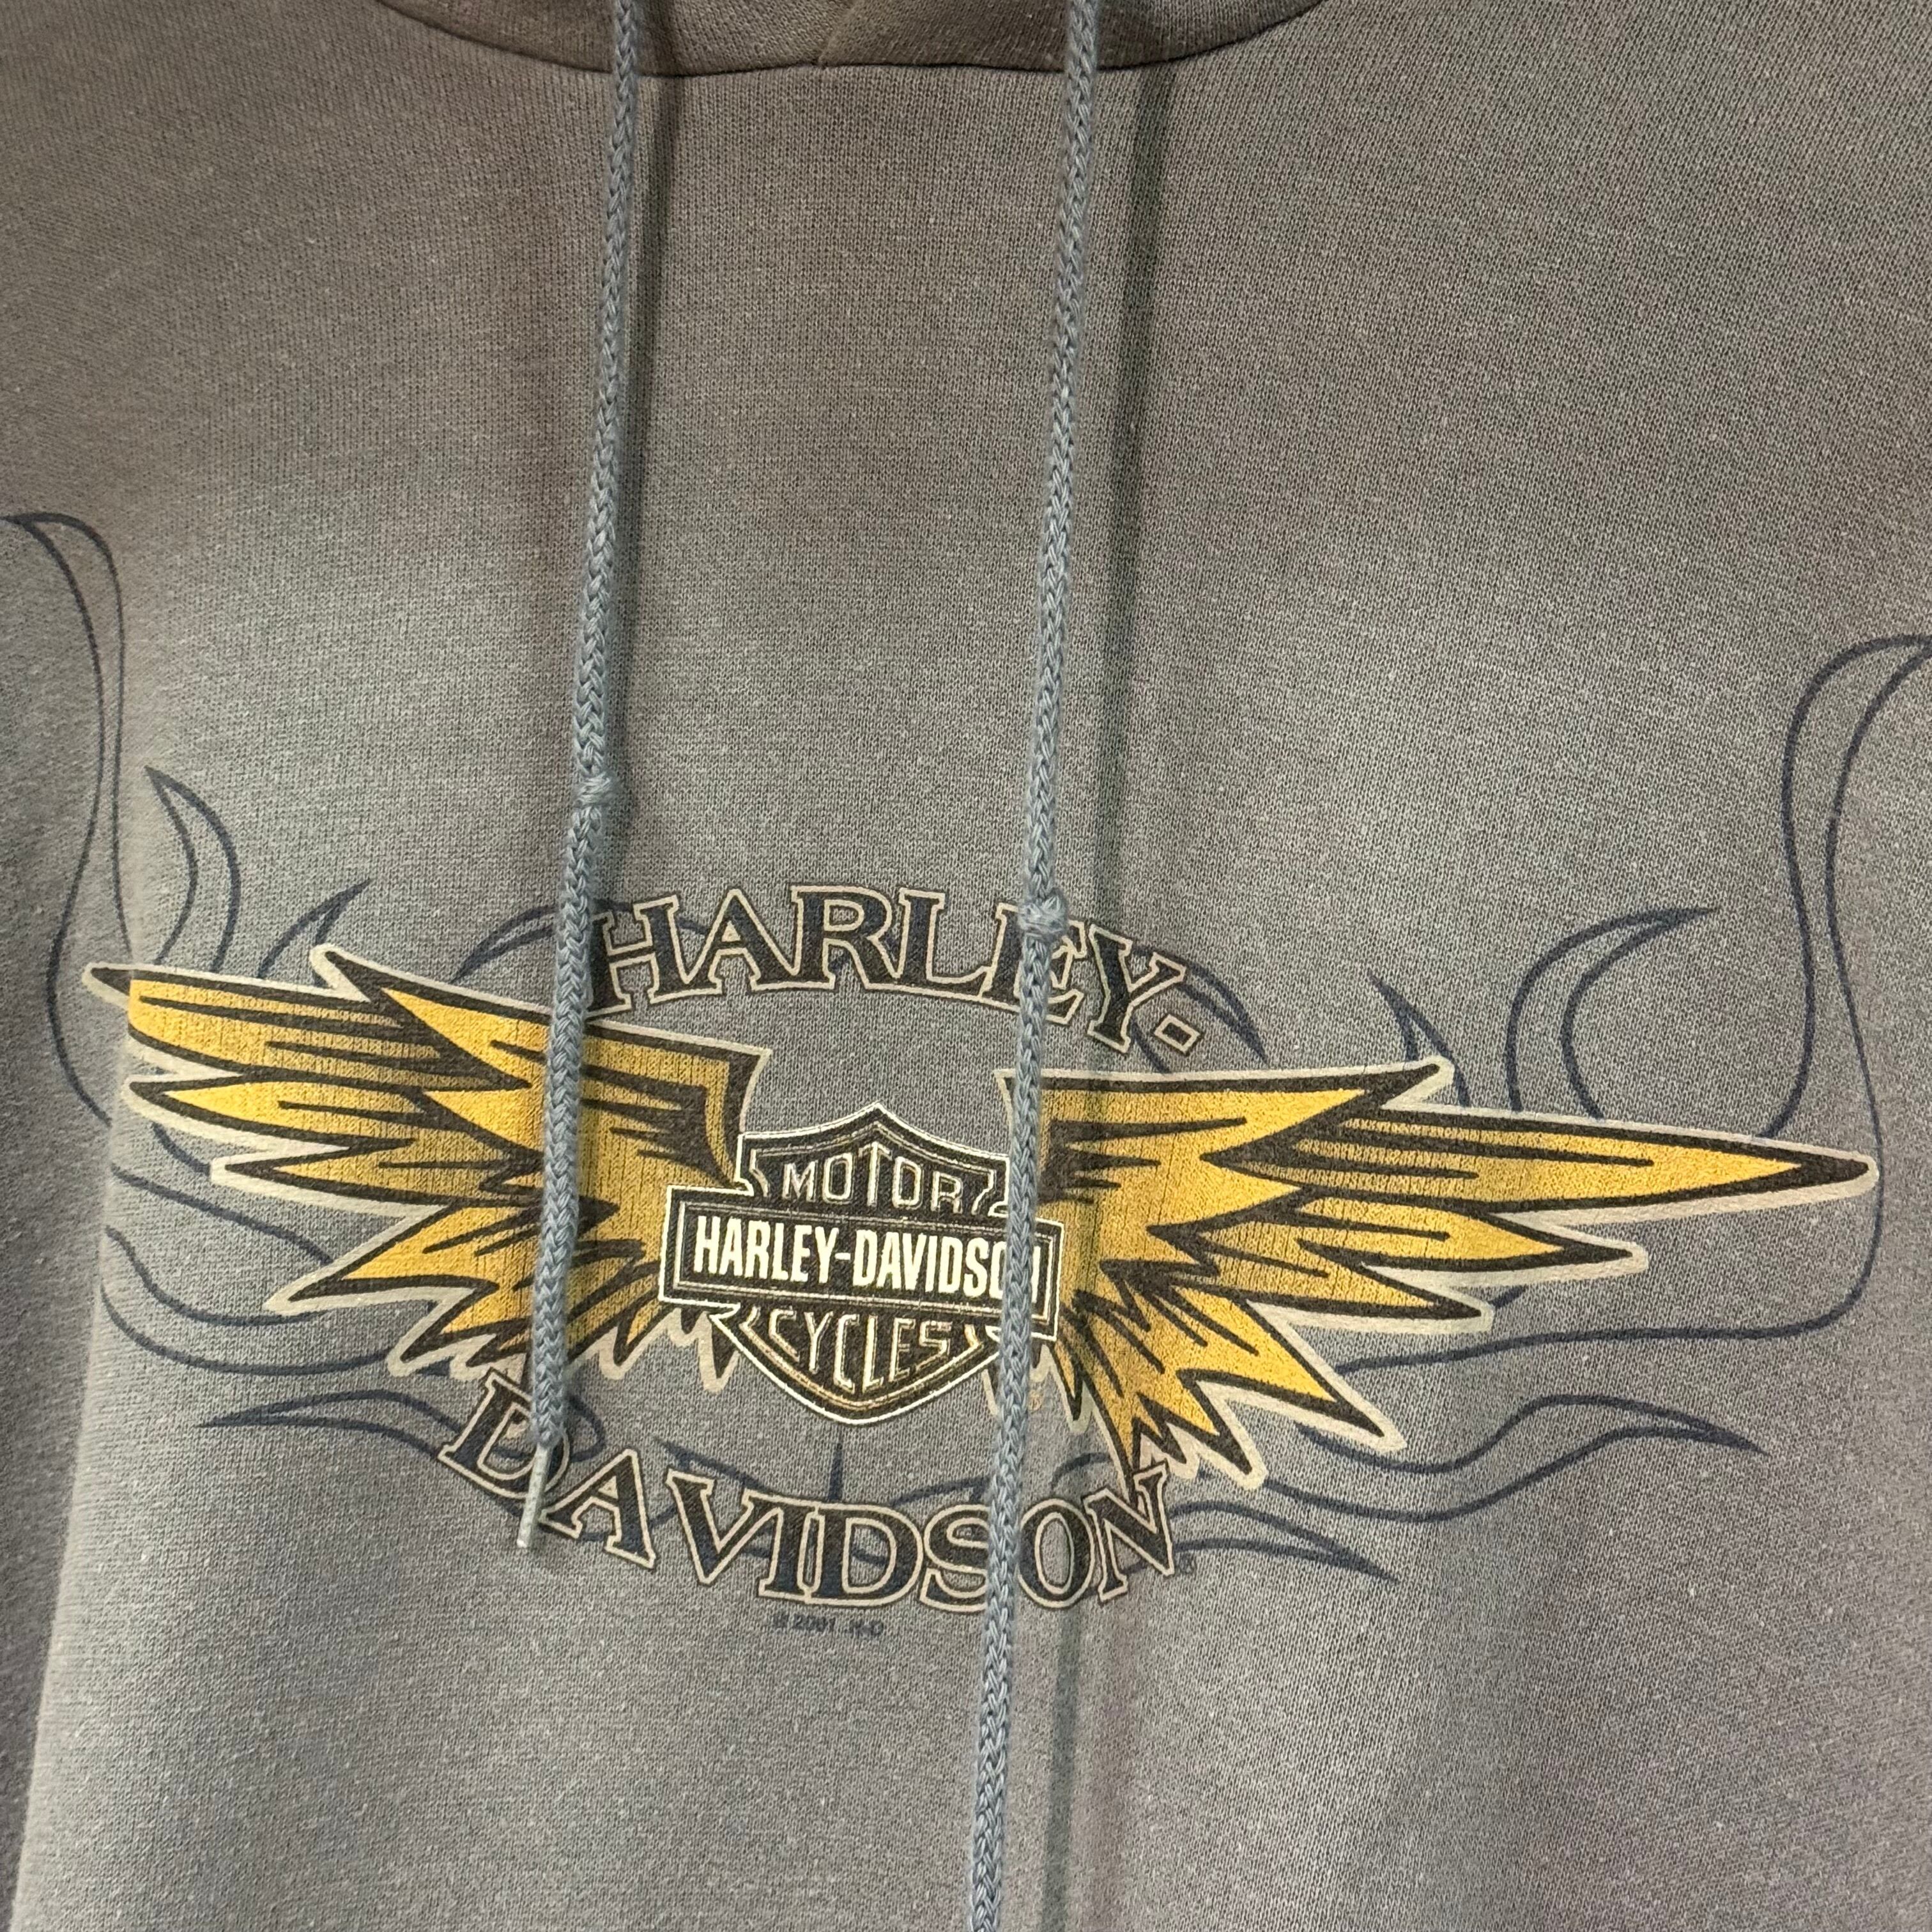 HARLEY-
MOTOR
HARLEY-DAVIDSON
CYCLES
DAVIDSON
© 2001 H-D